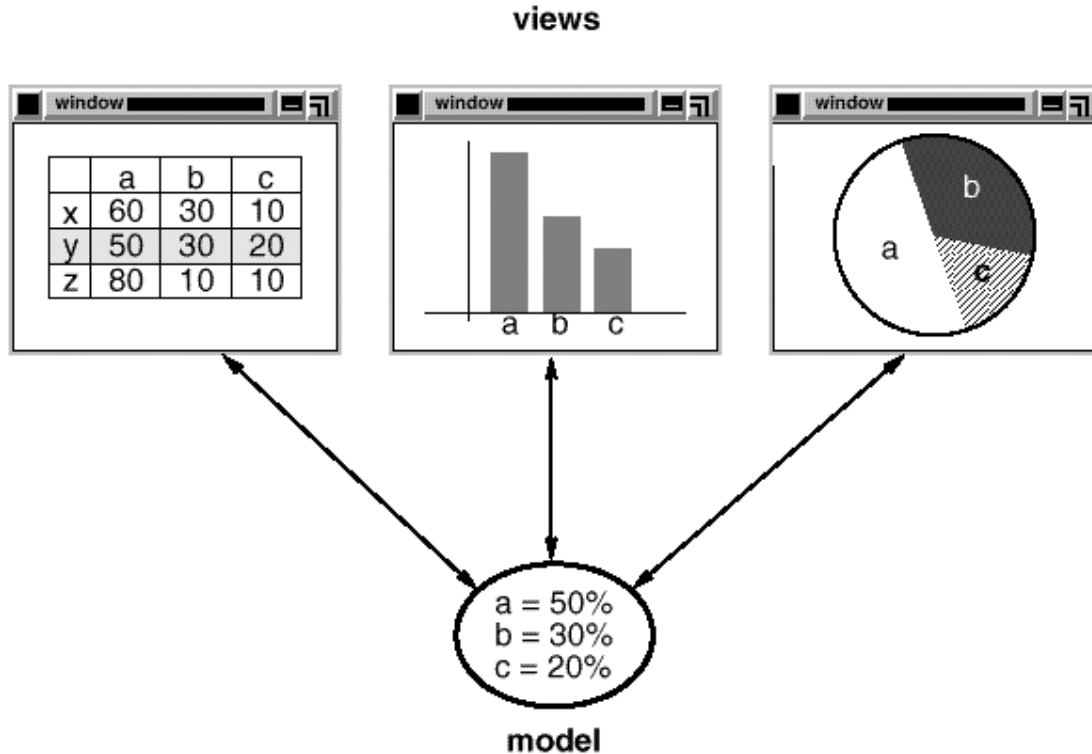 views
window window window
a b c
x 60 30 10
y 50 30 20
z 80 10 10
a b c
b
a
c
a = 50%
b = 30%
c = 20%
model